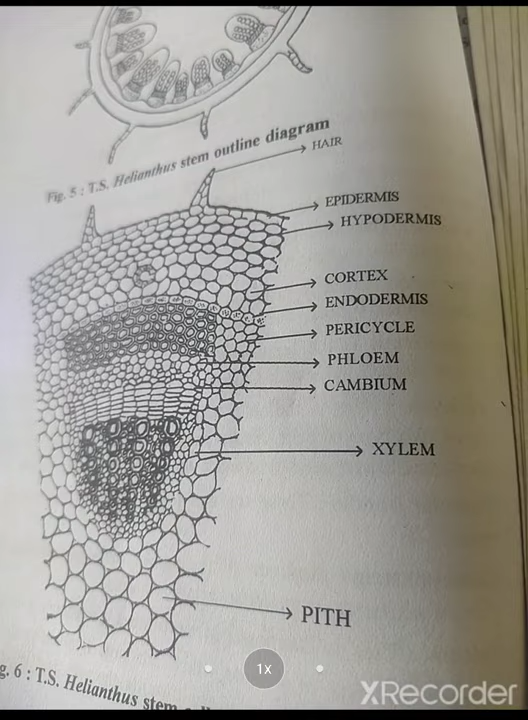 Fig. 5 : T.S. Helianthus stem outline diagram
HAIR
EPIDERMIS
HYPODERMIS
CORTEX
ENDODERMIS
PERICYCLE
PHLOEM
CAMBIUM
XYLEM
PITH
g. 6 : T.S. Helianthus stem
1X
XRecorder